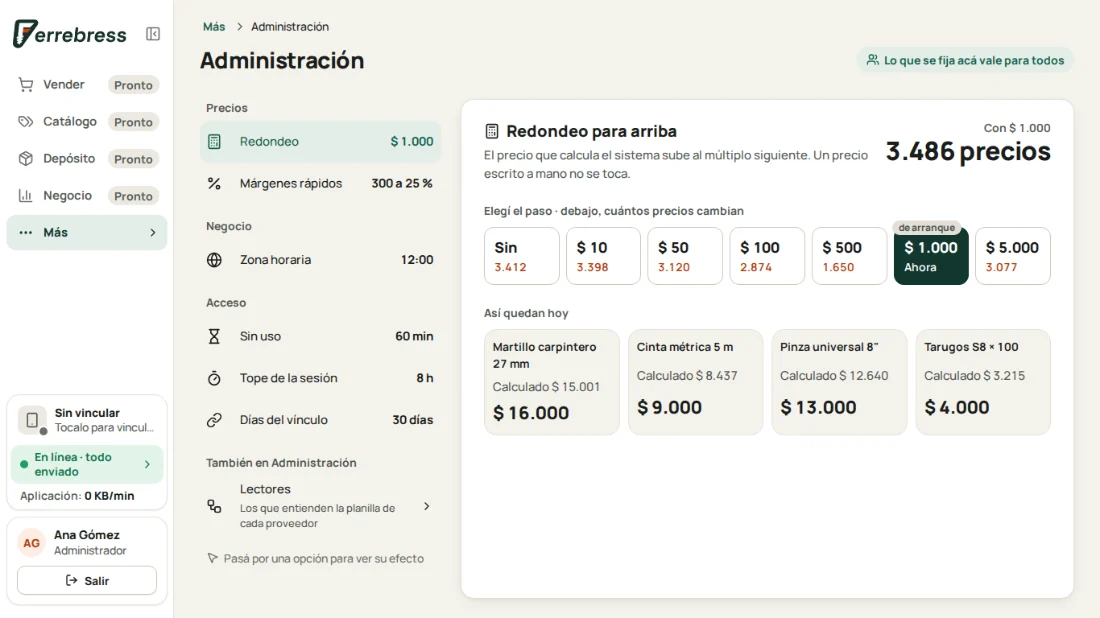 Ferrebress
Vender Pronto
Catálogo Pronto
Depósito Pronto
Negocio Pronto
Más
Sin vincular
Tocalo para vincul...
En línea · todo
enviado
Aplicación: 0 KB/min
AG
Ana Gómez
Administrador
Salir
Más > Administración
Administración
Lo que se fija acá vale para todos
Precios
Redondeo $ 1.000
Márgenes rápidos 300 a 25 %
Negocio
Zona horaria 12:00
Acceso
Sin uso 60 min
Tope de la sesión 8 h
Días del vínculo 30 días
También en Administración
Lectores
Los que entienden la planilla de
cada proveedor
Pasá por una opción para ver su efecto
Redondeo para arriba
El precio que calcula el sistema sube al múltiplo siguiente. Un precio
escrito a mano no se toca.
Con $ 1.000
3.486 precios
Elegí el paso · debajo, cuántos precios cambian
Sin
3.412
$ 10
3.398
$ 50
3.120
$ 100
2.874
$ 500
1.650
de arranque
$ 1.000
Ahora
$ 5.000
3.077
Así quedan hoy
Martillo carpintero
27 mm
Calculado $ 15.001
$ 16.000
Cinta métrica 5 m
Calculado $ 8.437
$ 9.000
Pinza universal 8"
Calculado $ 12.640
$ 13.000
Tarugos S8 × 100
Calculado $ 3.215
$ 4.000